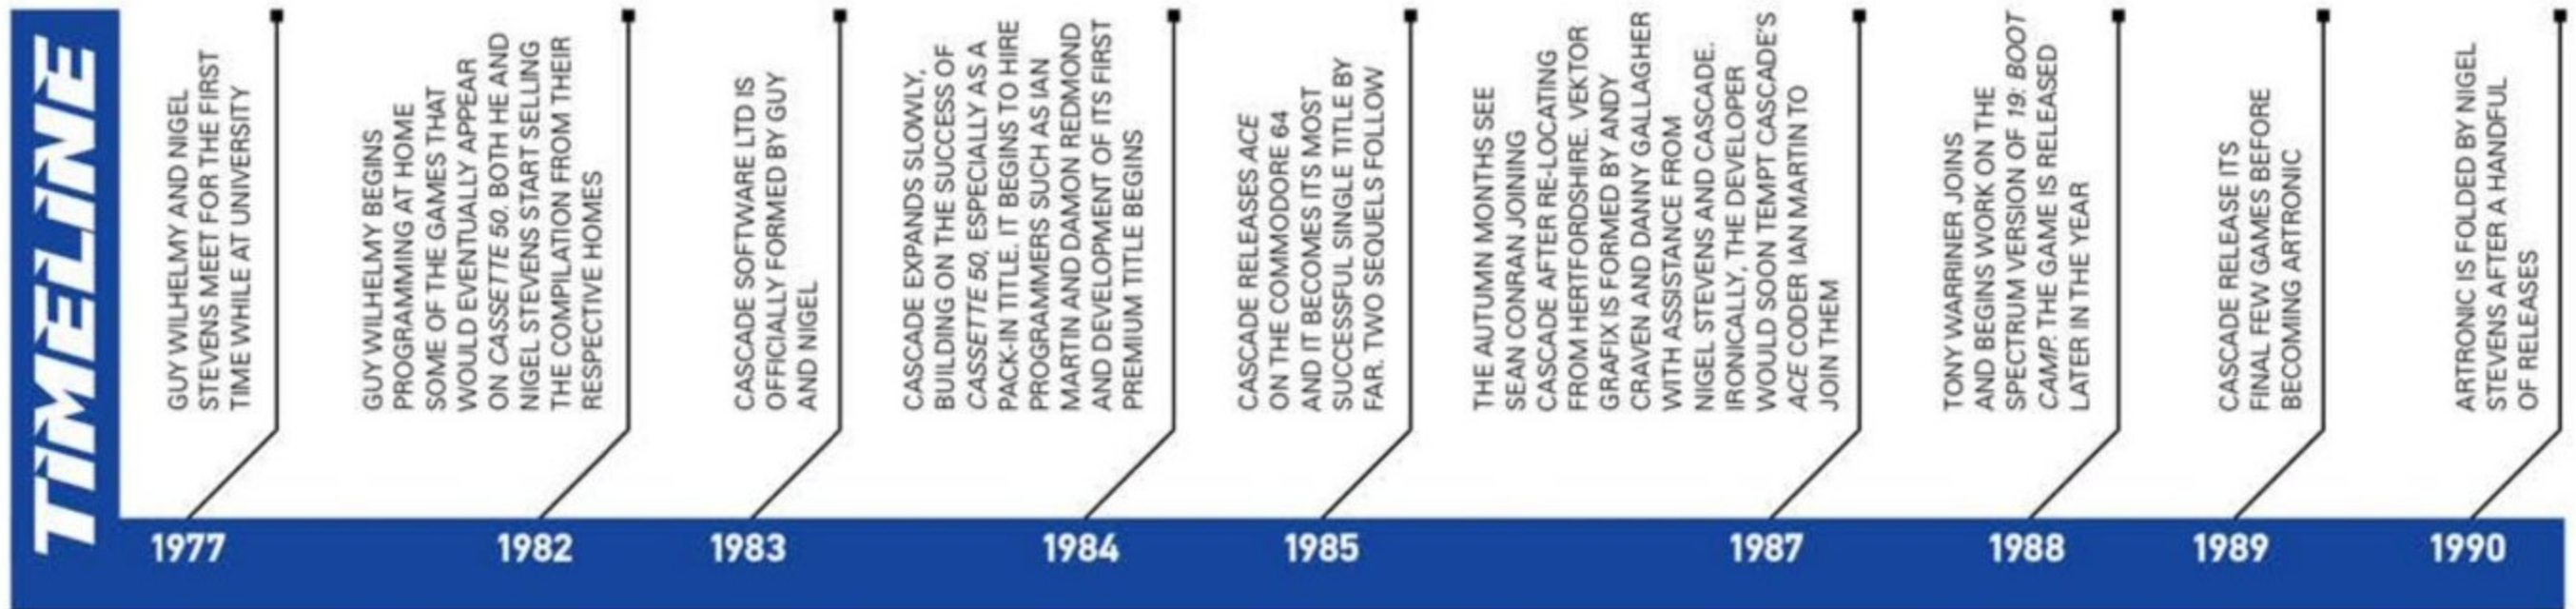 TiMELiNE
GUY WILHELMY AND NIGEL
STEVENS MEET FOR THE FIRST
TIME WHILE AT UNIVERSITY
1977
GUY WILHELMY BEGINS
PROGRAMMING AT HOME
SOME OF THE GAMES THAT
WOULD EVENTUALLY APPEAR
ON CASSETTE 50. BOTH HE AND
NIGEL STEVENS START SELLING
THE COMPILATION FROM THEIR
RESPECTIVE HOMES
1982
CASCADE SOFTWARE LTD IS
OFFICIALLY FORMED BY GUY
AND NIGEL
1983
CASCADE EXPANDS SLOWLY,
BUILDING ON THE SUCCESS OF
CASSETTE 50, ESPECIALLY AS A
PACK-IN TITLE. IT BEGINS TO HIRE
PROGRAMMERS SUCH AS IAN
MARTIN AND DAMON REDMOND
AND DEVELOPMENT OF ITS FIRST
PREMIUM TITLE BEGINS
1984
CASCADE RELEASES ACE
ON THE COMMODORE 64
AND IT BECOMES ITS MOST
SUCCESSFUL SINGLE TITLE BY
FAR. TWO SEQUELS FOLLOW
1985
THE AUTUMN MONTHS SEE
SEAN CONRAN JOINING
CASCADE AFTER RE-LOCATING
FROM HERTFORDSHIRE. VEKTOR
GRAFIX IS FORMED BY ANDY
CRAVEN AND DANNY GALLAGHER
WITH ASSISTANCE FROM
NIGEL STEVENS AND CASCADE.
IRONICALLY, THE DEVELOPER
WOULD SOON TEMPT CASCADE'S
ACE CODER IAN MARTIN TO
JOIN THEM
1987
TONY WARRINER JOINS
AND BEGINS WORK ON THE
SPECTRUM VERSION OF 19: BOOT
CAMP. THE GAME IS RELEASED
LATER IN THE YEAR
1988
CASCADE RELEASE ITS
FINAL FEW GAMES BEFORE
BECOMING ARTRONIC
1989
ARTRONIC IS FOLDED BY NIGEL
STEVENS AFTER A HANDFUL
OF RELEASES
1990